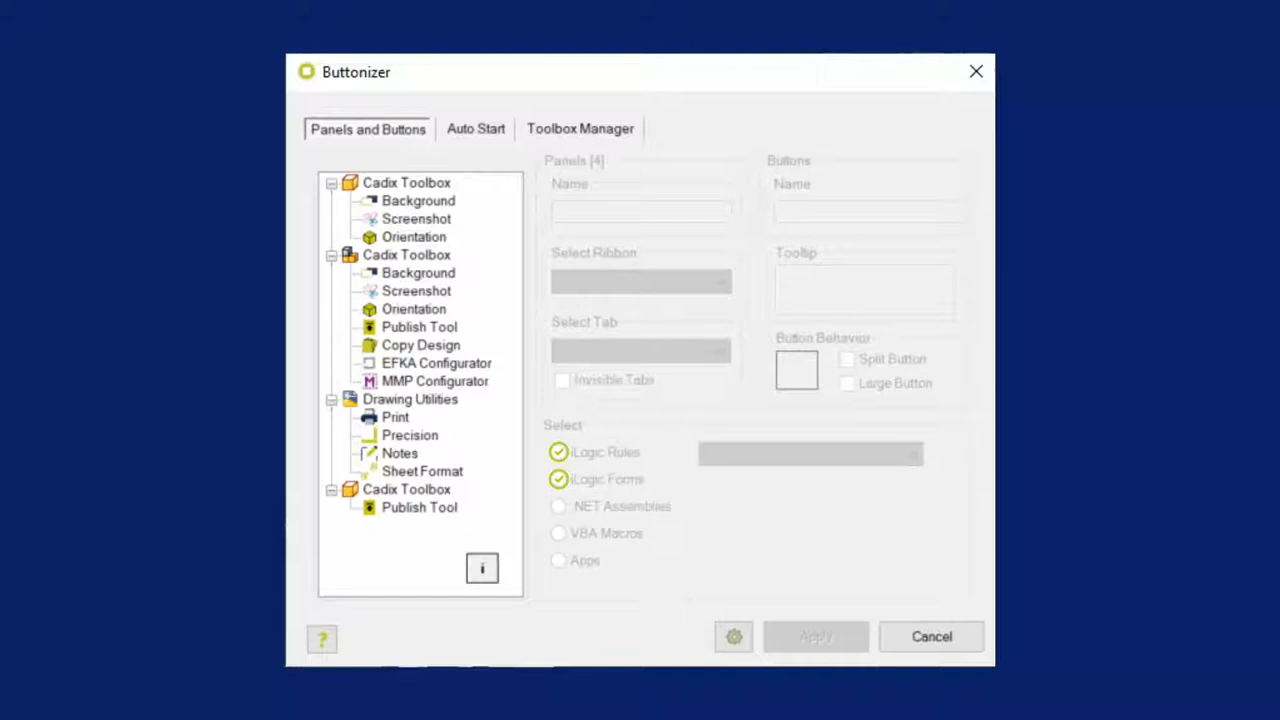 Buttonizer
Panels and Buttons
Auto Start
Toolbox Manager
Cadix Toolbox
Background
Screenshot
Orientation
Cadix Toolbox
Background
Screenshot
Orientation
Publish Tool
Copy Design
EFKA Configurator
MMP Configurator
Drawing Utilities
Print
Precision
Notes
Sheet Format
Cadix Toolbox
Publish Tool
i
Panels [4]
Name
Select Ribbon
Select Tab
Invisible Tabs
Buttons
Name
Tooltip
Button Behavior
Split Button
Large Button
Select
iLogic Rules
iLogic Forms
.NET Assemblies
VBA Macros
Apps
?
Apply
Cancel